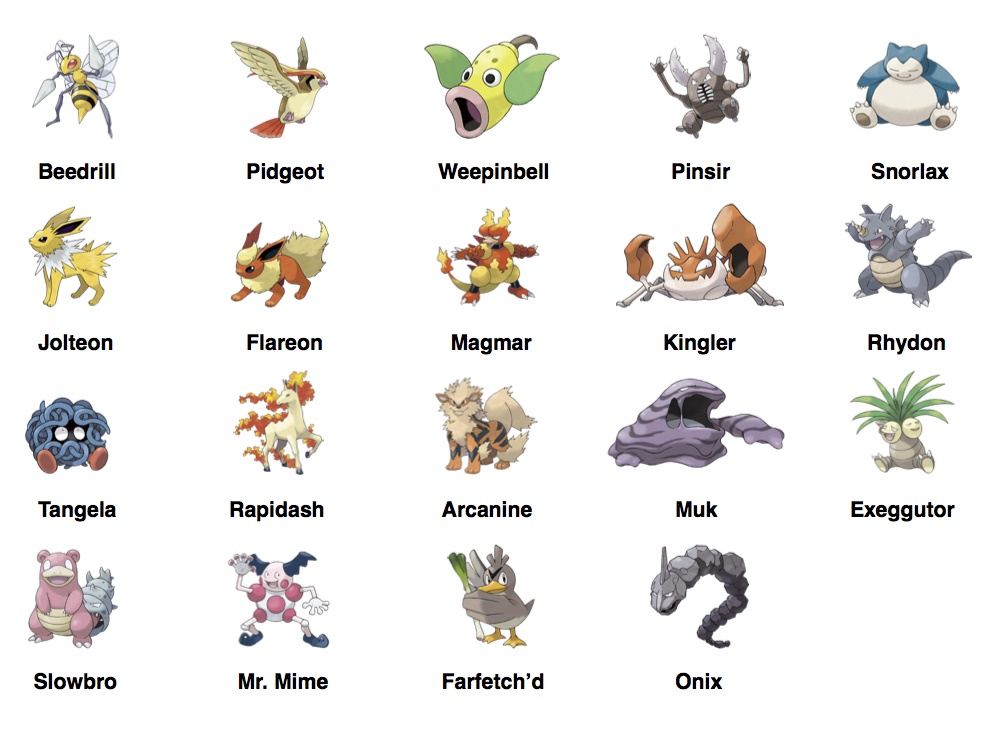 Beedrill Pidgeot Weepinbell Pinsir Snorlax
Jolteon Flareon Magmar Kingler Rhydon
Tangela Rapidash Arcanine Muk Exeggutor
Slowbro Mr. Mime Farfetch’d Onix